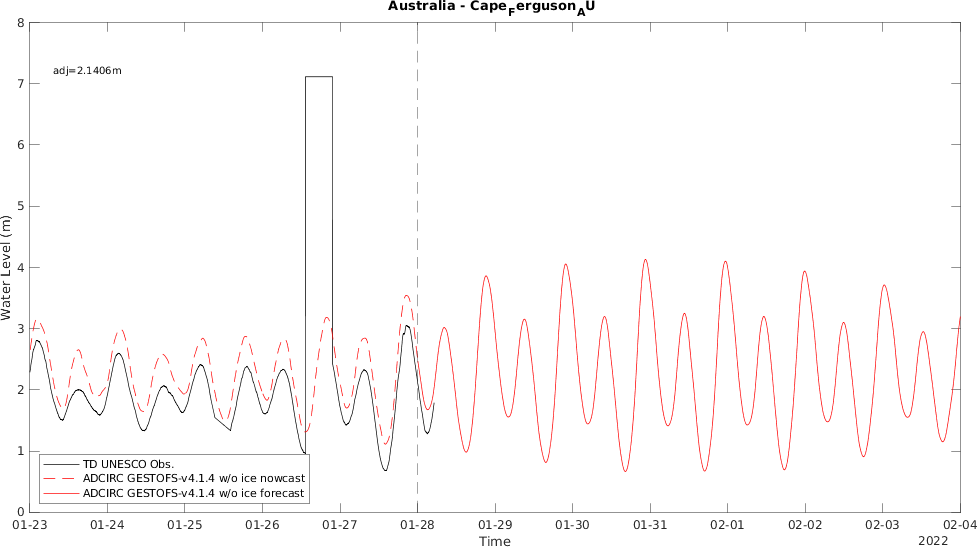 Australia - Cape_Ferguson_AU
8
adj=2.1406m
7
6
5
4
3
2
1
0
Water Level (m)
TD UNESCO Obs.
ADCIRC GESTOFS-v4.1.4 w/o ice nowcast
ADCIRC GESTOFS-v4.1.4 w/o ice forecast
01-23 01-24 01-25 01-26 01-27 01-28 01-29 01-30 01-31 02-01 02-02 02-03 02-04
Time
2022